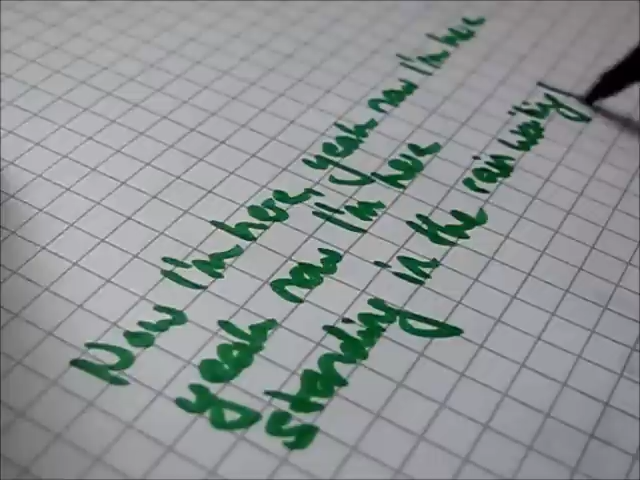 Now I'm here, yeah now I'm here
yeah now I'm here
standing in the rain waiting